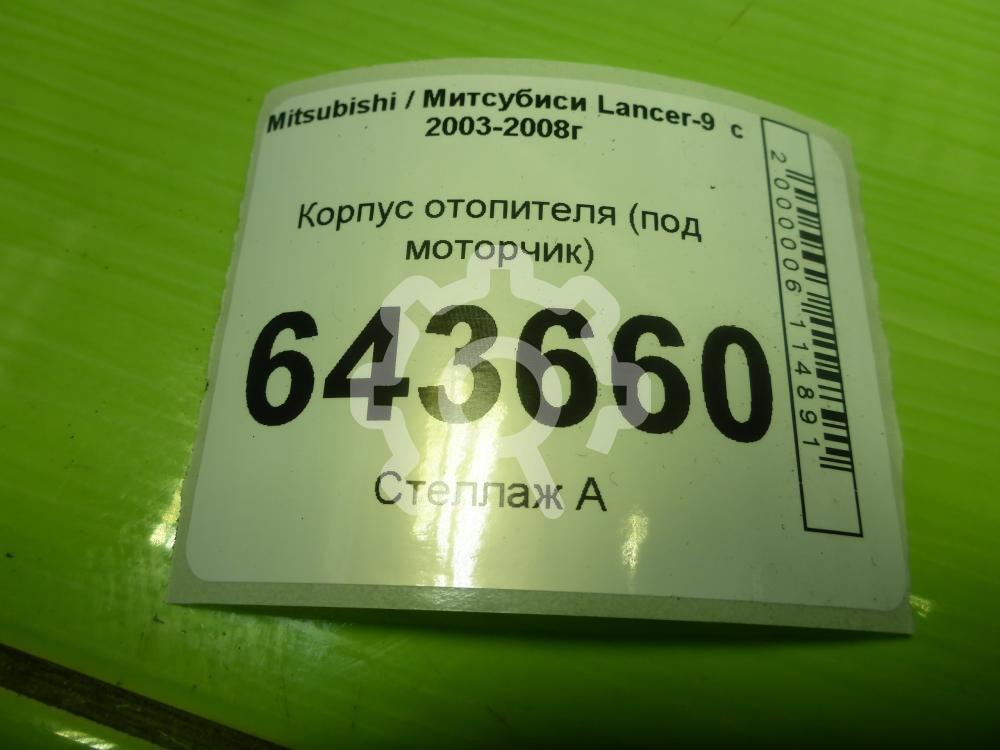 Mitsubishi / Митсубиси Lancer-9 с
2003-2008г
Корпус отопителя (под
моторчик)
643660
Стеллаж А
2000006114891